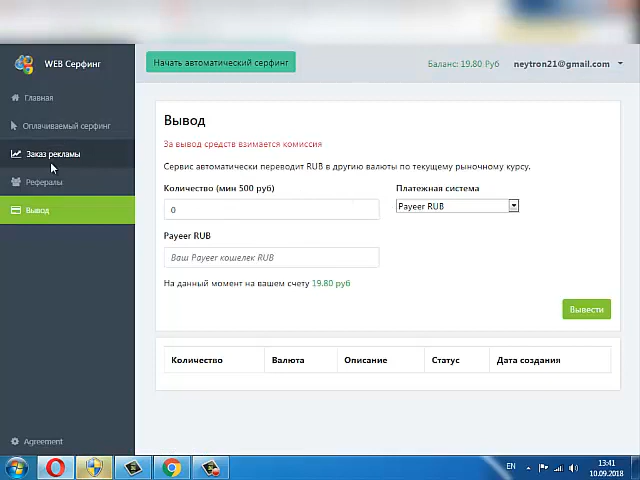 WEB Серфинг
Начать автоматический серфинг
Баланс: 19.80 Руб
neytron21@gmail.com
Главная
Оплачиваемый серфинг
Заказ рекламы
Рефералы
Вывод
Вывод
За вывод средств взимается комиссия
Сервис автоматически переводит RUB в другую валюты по текущему рыночному курсу.
Количество (мин 500 руб)
Платежная система
0
Payeer RUB
Payeer RUB
Ваш Payeer кошелек RUB
На данный момент на вашем счету 19.80 руб
Вывести
Количество Валюта Описание Статус Дата создания
Agreement
EN
13:41
10.09.2018